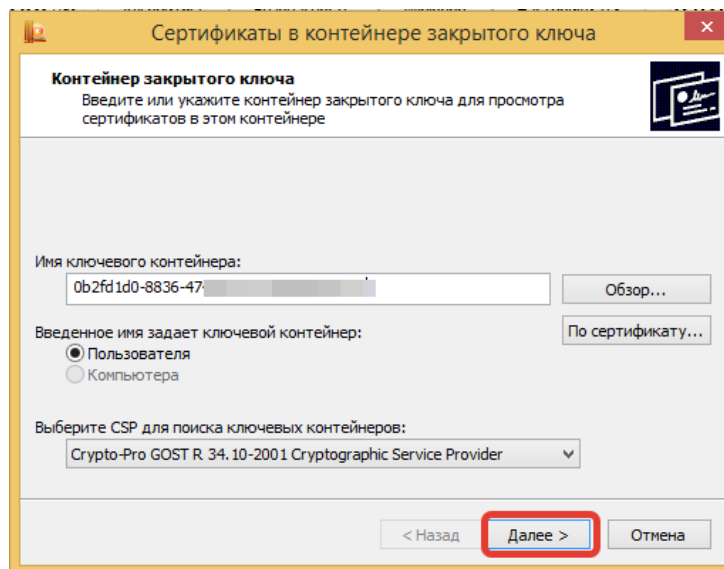 Сертификаты в контейнере закрытого ключа
Контейнер закрытого ключа
Введите или укажите контейнер закрытого ключа для просмотра
сертификатов в этом контейнере
Имя ключевого контейнера:
0b2fd1d0-8836-47
Обзор...
Введенное имя задает ключевой контейнер:
По сертификату...
Пользователя
Компьютера
Выберите CSP для поиска ключевых контейнеров:
Crypto-Pro GOST R 34.10-2001 Cryptographic Service Provider
< Назад
Далее >
Отмена